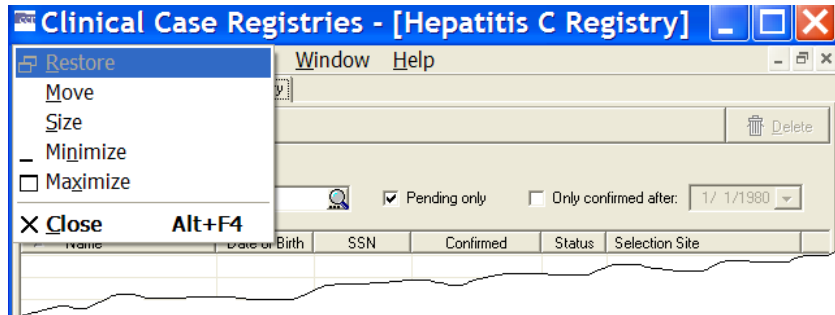 Clinical Case Registries - [Hepatitis C Registry]
Restore Window Help
Move
Size
Minimize
Delete
Maximize
Pending only Only confirmed after: 1/ 1/1980
Close Alt+F4
Name Date of Birth SSN Confirmed Status Selection Site